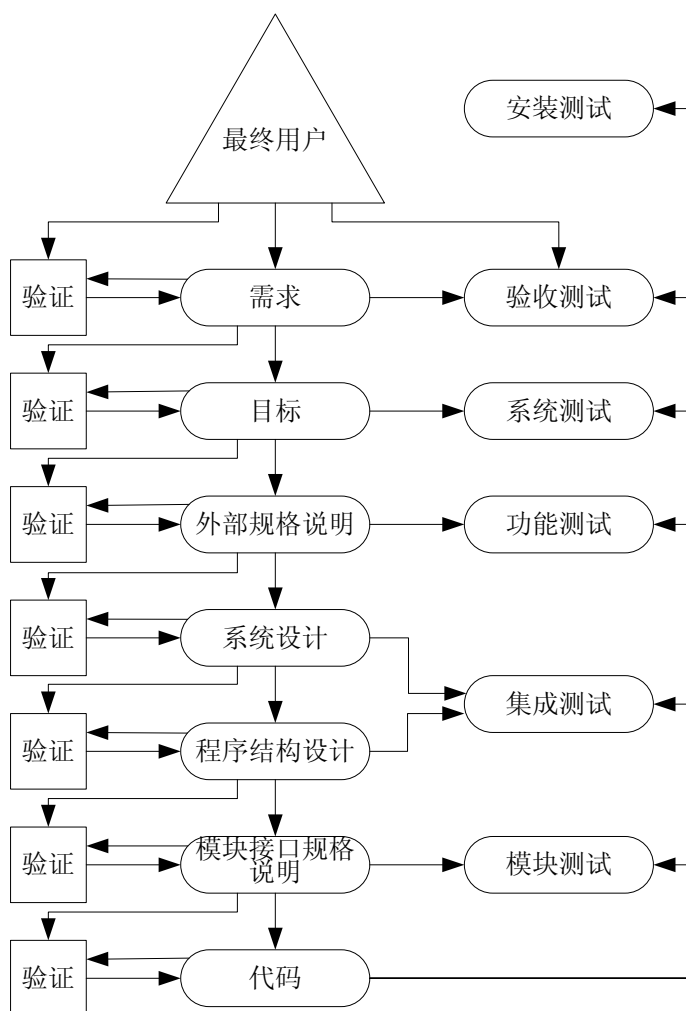 最终用户
安装测试
验证
需求
验收测试
验证
目标
系统测试
验证
外部规格说明
功能测试
验证
系统设计
集成测试
验证
程序结构设计
验证
模块接口规格
说明
模块测试
验证
代码